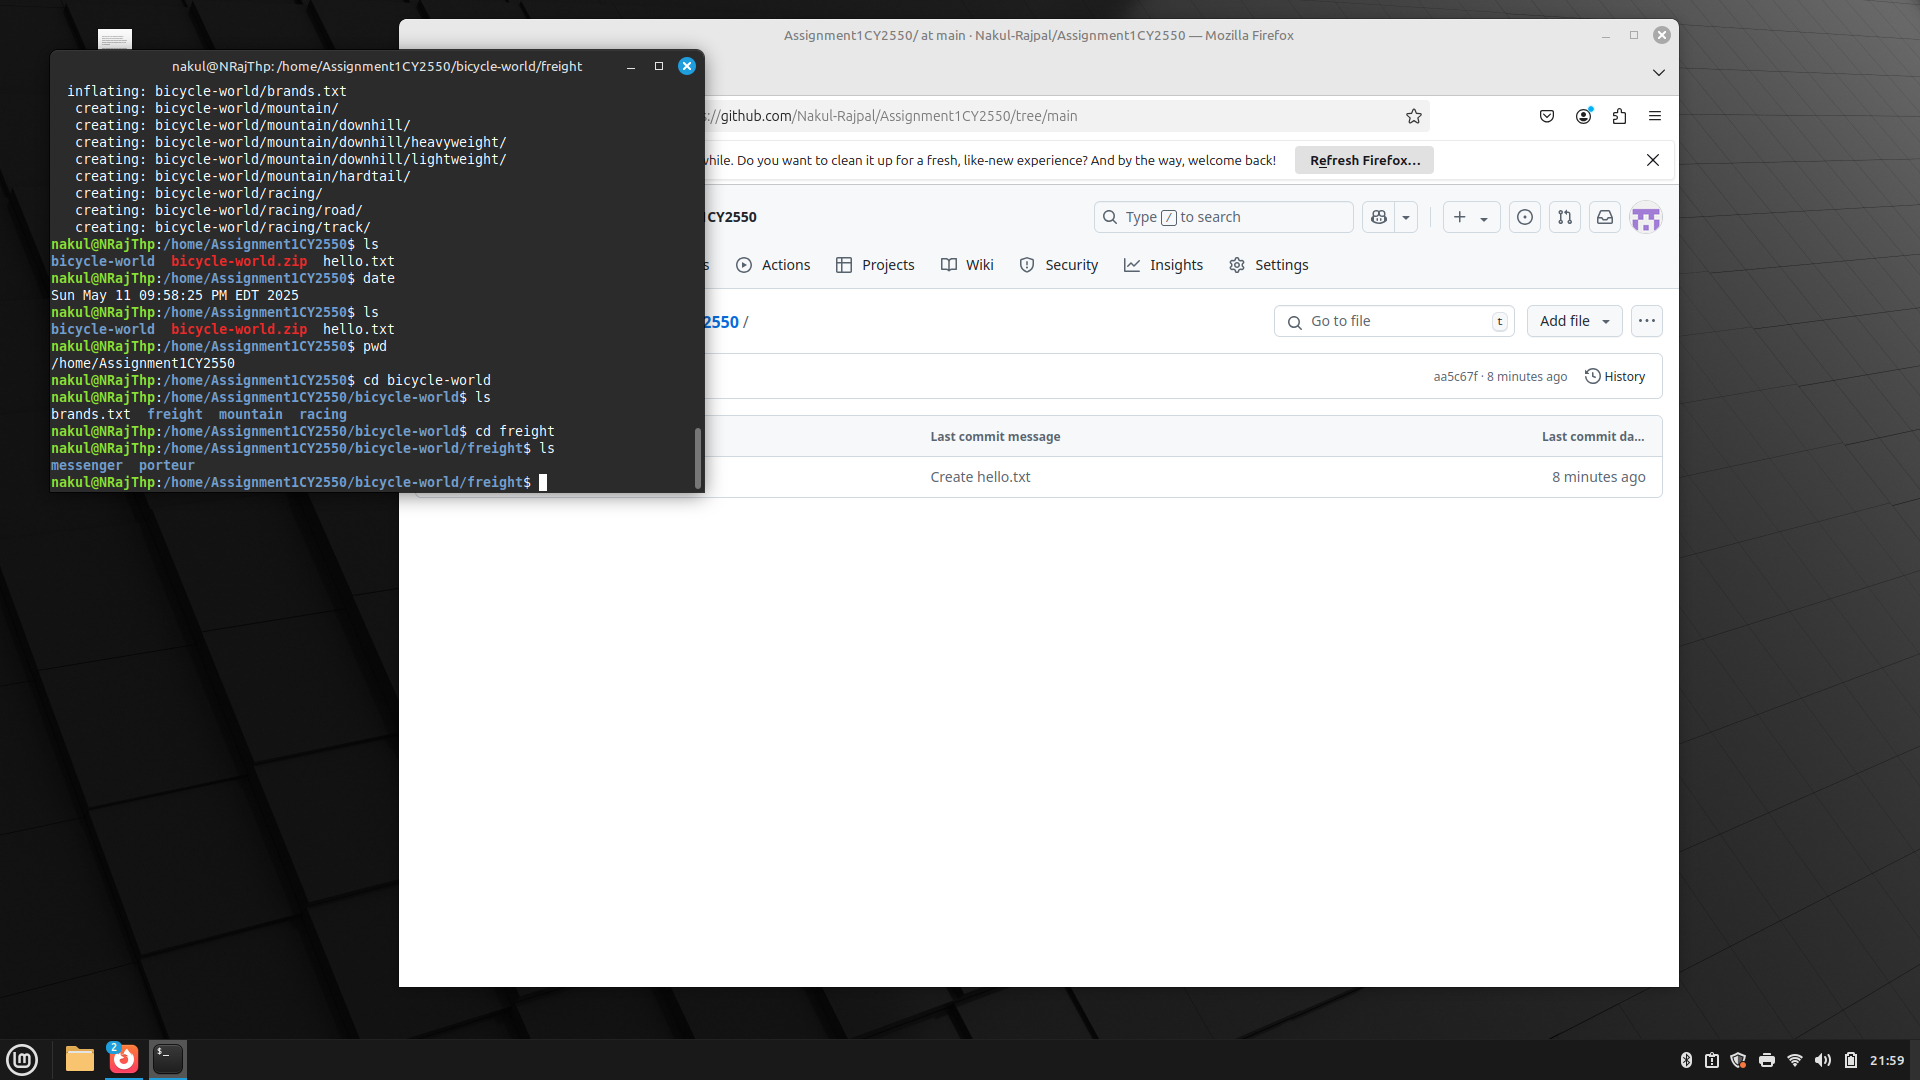 Assignment1CY2550/ at main · Nakul-Rajpal/Assignment1CY2550 — Mozilla Firefox
nakul@NRajThp: /home/Assignment1CY2550/bicycle-world/freight
inflating: bicycle-world/brands.txt
creating: bicycle-world/mountain/
creating: bicycle-world/mountain/downhill/
creating: bicycle-world/mountain/downhill/heavyweight/
creating: bicycle-world/mountain/downhill/lightweight/
creating: bicycle-world/mountain/hardtail/
creating: bicycle-world/racing/
creating: bicycle-world/racing/road/
creating: bicycle-world/racing/track/
nakul@NRajThp:/home/Assignment1CY2550$ ls
bicycle-world bicycle-world.zip hello.txt
nakul@NRajThp:/home/Assignment1CY2550$ date
Sun May 11 09:58:25 PM EDT 2025
nakul@NRajThp:/home/Assignment1CY2550$ ls
bicycle-world bicycle-world.zip hello.txt
nakul@NRajThp:/home/Assignment1CY2550$ pwd
/home/Assignment1CY2550
nakul@NRajThp:/home/Assignment1CY2550$ cd bicycle-world
nakul@NRajThp:/home/Assignment1CY2550/bicycle-world$ ls
brands.txt freight mountain racing
nakul@NRajThp:/home/Assignment1CY2550/bicycle-world$ cd freight
nakul@NRajThp:/home/Assignment1CY2550/bicycle-world/freight$ ls
messenger porteur
nakul@NRajThp:/home/Assignment1CY2550/bicycle-world/freight$
s://github.com/Nakul-Rajpal/Assignment1CY2550/tree/main
while. Do you want to clean it up for a fresh, like-new experience? And by the way, welcome back! Refresh Firefox…
1CY2550 Type / to search
s Actions Projects Wiki Security Insights Settings
2550 / Go to file t Add file
aa5c67f · 8 minutes ago History
Last commit message Last commit da...
Create hello.txt 8 minutes ago
2
$_
21:59